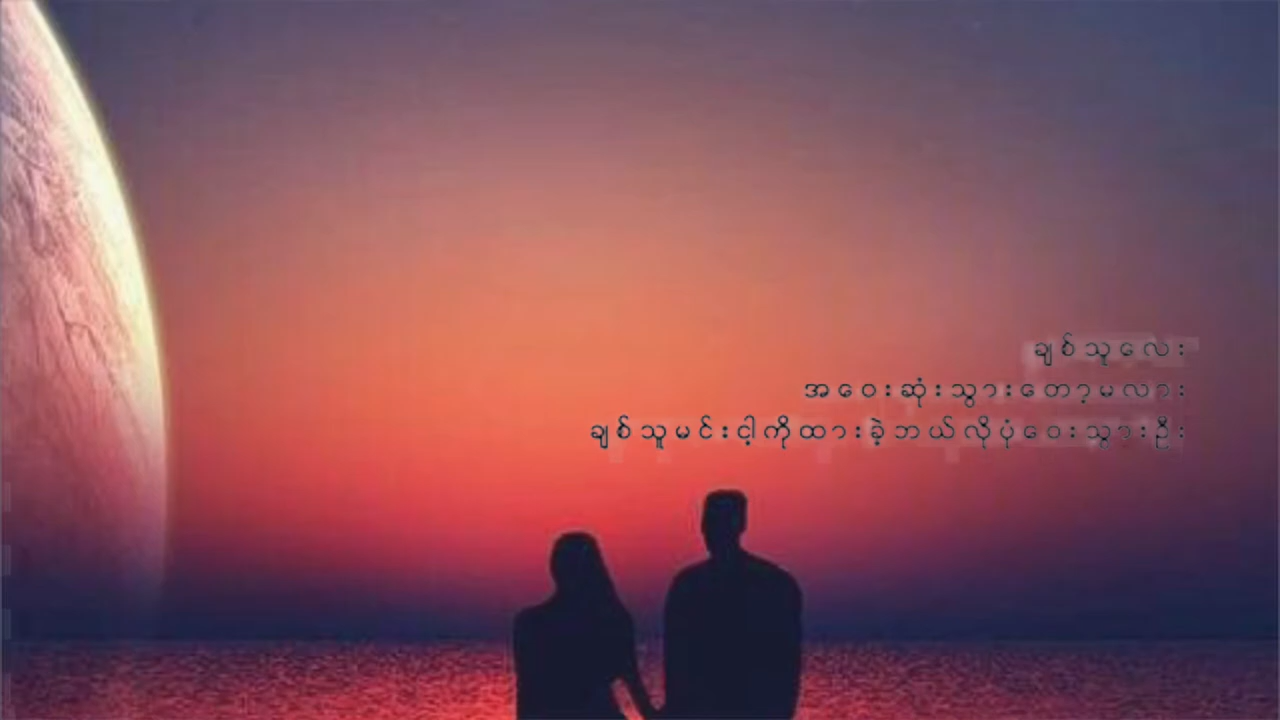 ချစ်သူလေး
အဝေးဆုံးသွားတော့မလား
ချစ်သူမင်းငါ့ကိုထားခဲ့ဘယ်လိုပုံဝေးသွားဦး